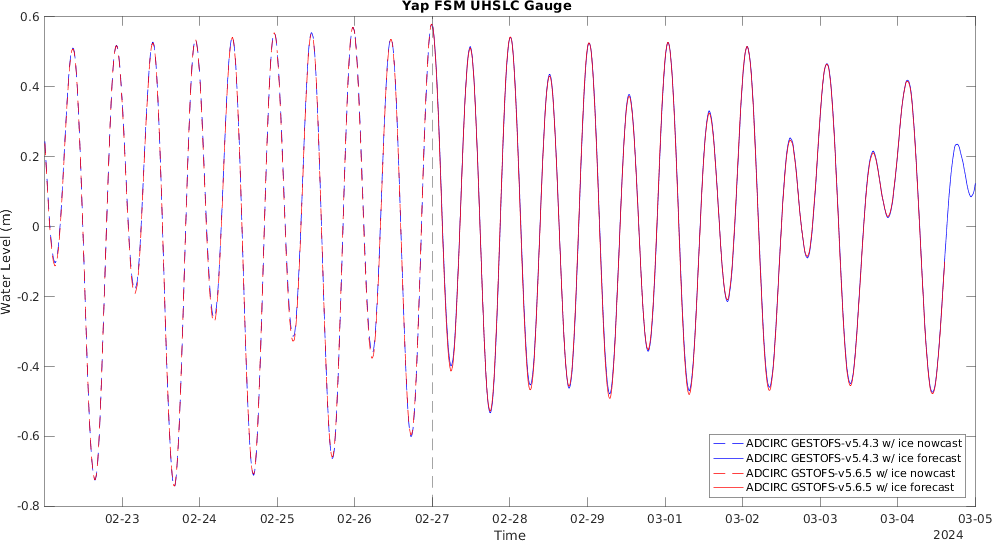 Yap FSM UHSLC Gauge
0.6
0.4
0.2
0
-0.2
-0.4
-0.6
-0.8
Water Level (m)
ADCIRC GESTOFS-v5.4.3 w/ ice nowcast
ADCIRC GESTOFS-v5.4.3 w/ ice forecast
ADCIRC GSTOFS-v5.6.5 w/ ice nowcast
ADCIRC GSTOFS-v5.6.5 w/ ice forecast
02-23 02-24 02-25 02-26 02-27 02-28 02-29 03-01 03-02 03-03 03-04 03-05
Time
2024